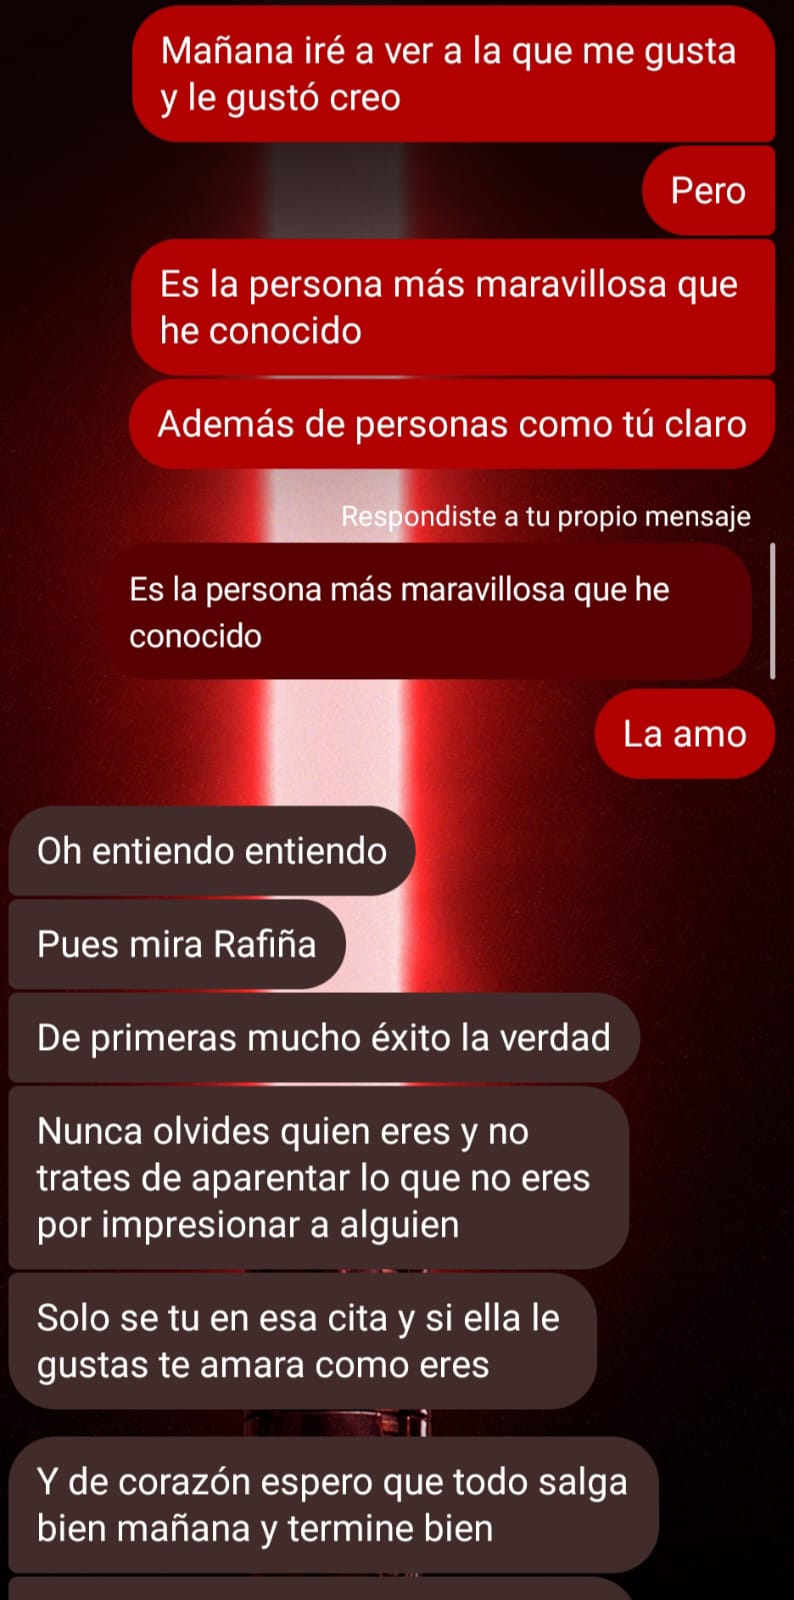 Mañana iré a ver a la que me gusta
y le gustó creo
Pero
Es la persona más maravillosa que
he conocido
Además de personas como tú claro
Respondiste a tu propio mensaje
Es la persona más maravillosa que he
conocido
La amo
Oh entiendo entiendo
Pues mira Rafiña
De primeras mucho éxito la verdad
Nunca olvides quien eres y no
trates de aparentar lo que no eres
por impresionar a alguien
Solo se tu en esa cita y si ella le
gustas te amara como eres
Y de corazón espero que todo salga
bien mañana y termine bien